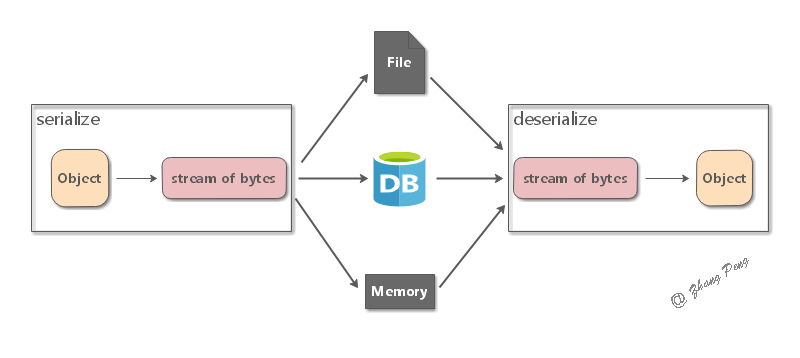 File
serialize
Object
stream of bytes
DB
deserialize
stream of bytes
Object
Memory
@ Zhang Peng